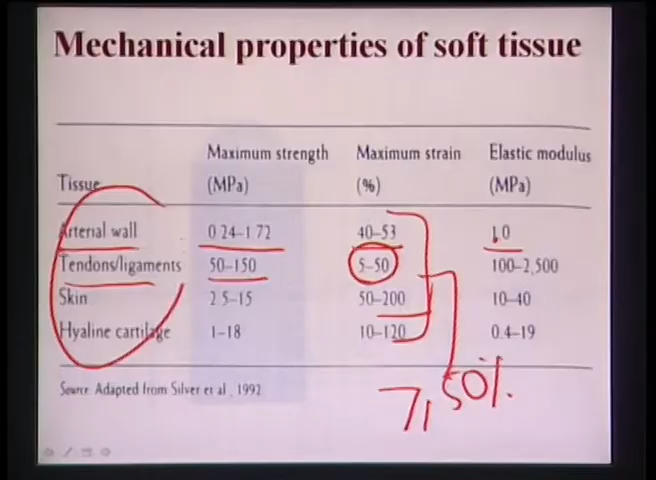 Mechanical properties of soft tissue
Maximum strength Maximum strain Elastic modulus
Tissue (MPa) (%) (MPa)
Arterial wall 0.24-1.72 40-53 1.0
Tendons/ligaments 50-150 5-50 100-2,500
Skin 2.5-15 50-200 10-40
Hyaline cartilage 1-18 10-120 0.4-19
Source: Adapted from Silver et al., 1992
50%